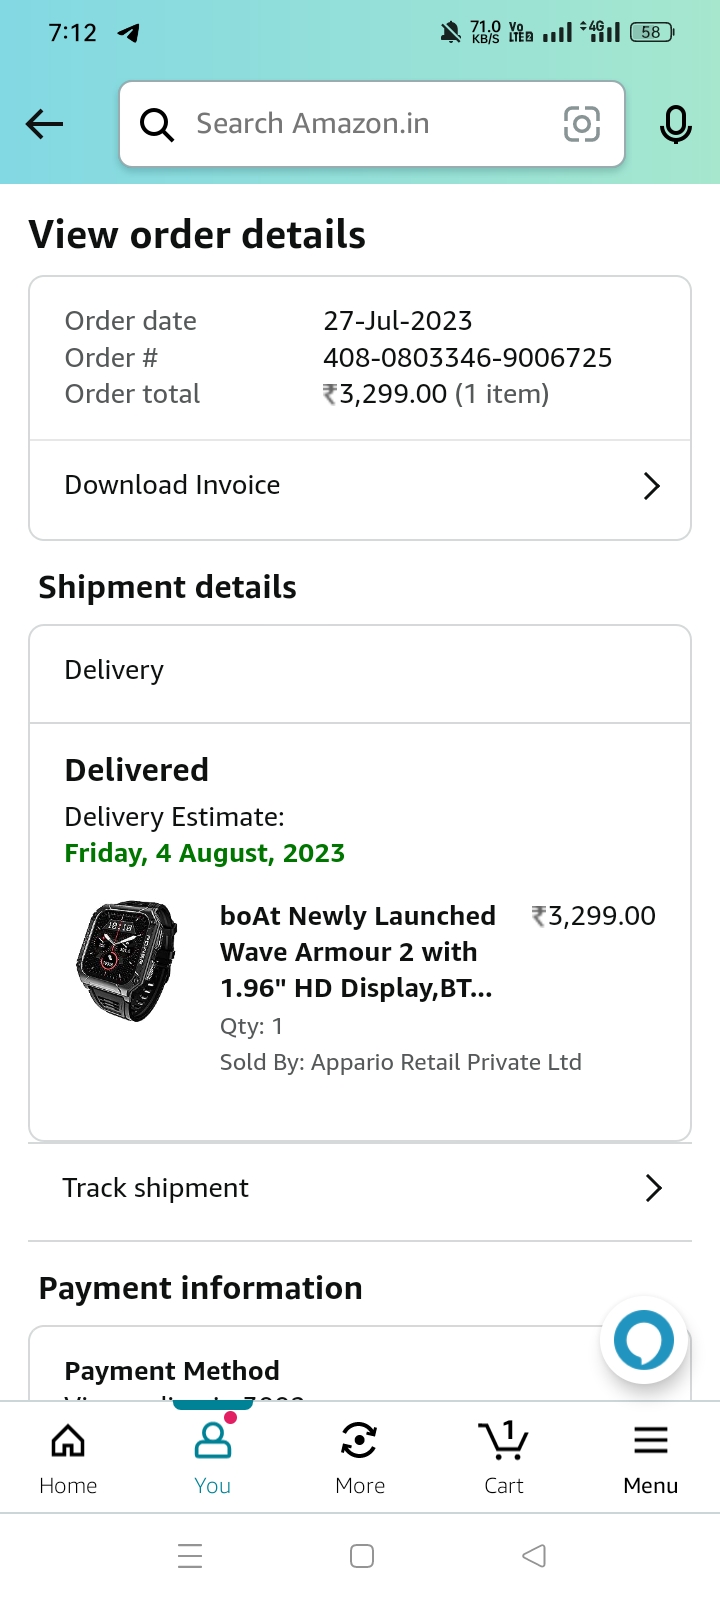 7:12
71.0
KB/S
Vo
LTE2
4G
58
Search Amazon.in
View order details
Order date 27-Jul-2023
Order # 408-0803346-9006725
Order total ₹3,299.00 (1 item)
Download Invoice
Shipment details
Delivery
Delivered
Delivery Estimate:
Friday, 4 August, 2023
boAt Newly Launched ₹3,299.00
Wave Armour 2 with
1.96" HD Display,BT...
Qty: 1
Sold By: Appario Retail Private Ltd
Track shipment
Payment information
Payment Method
1
Home You More Cart Menu